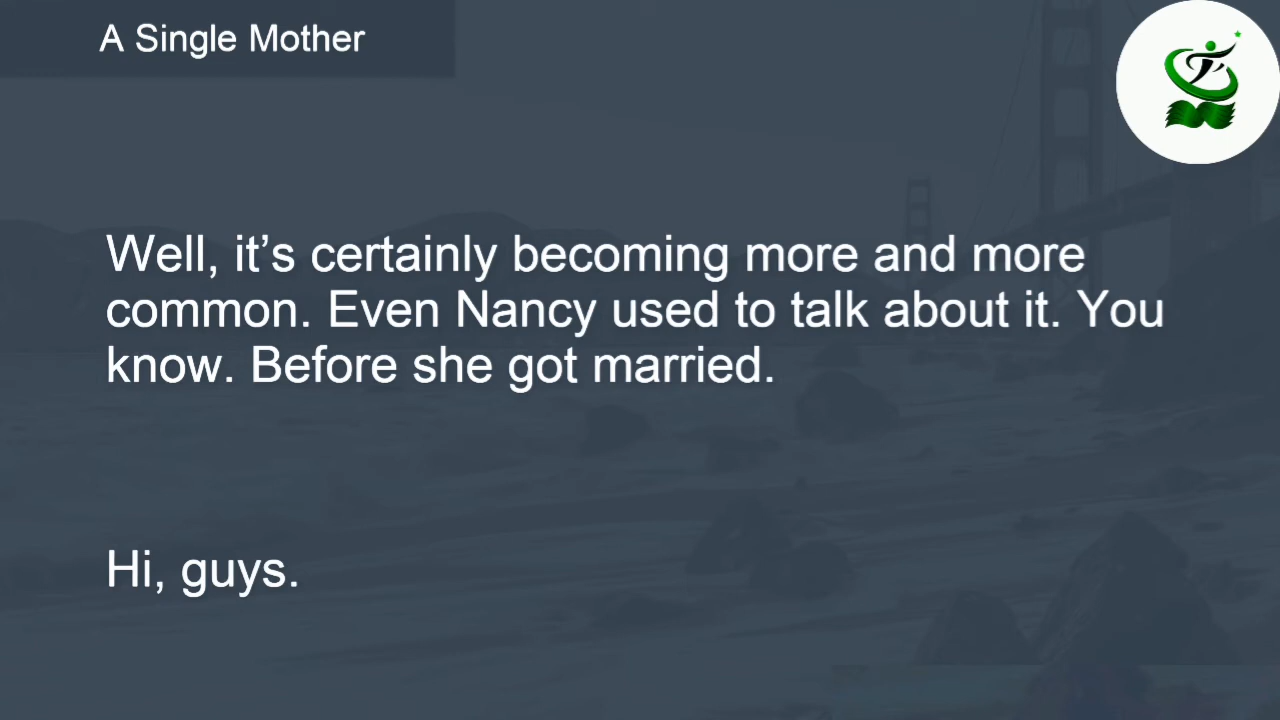 A Single Mother
Well, it’s certainly becoming more and more
common. Even Nancy used to talk about it. You
know. Before she got married.
Hi, guys.